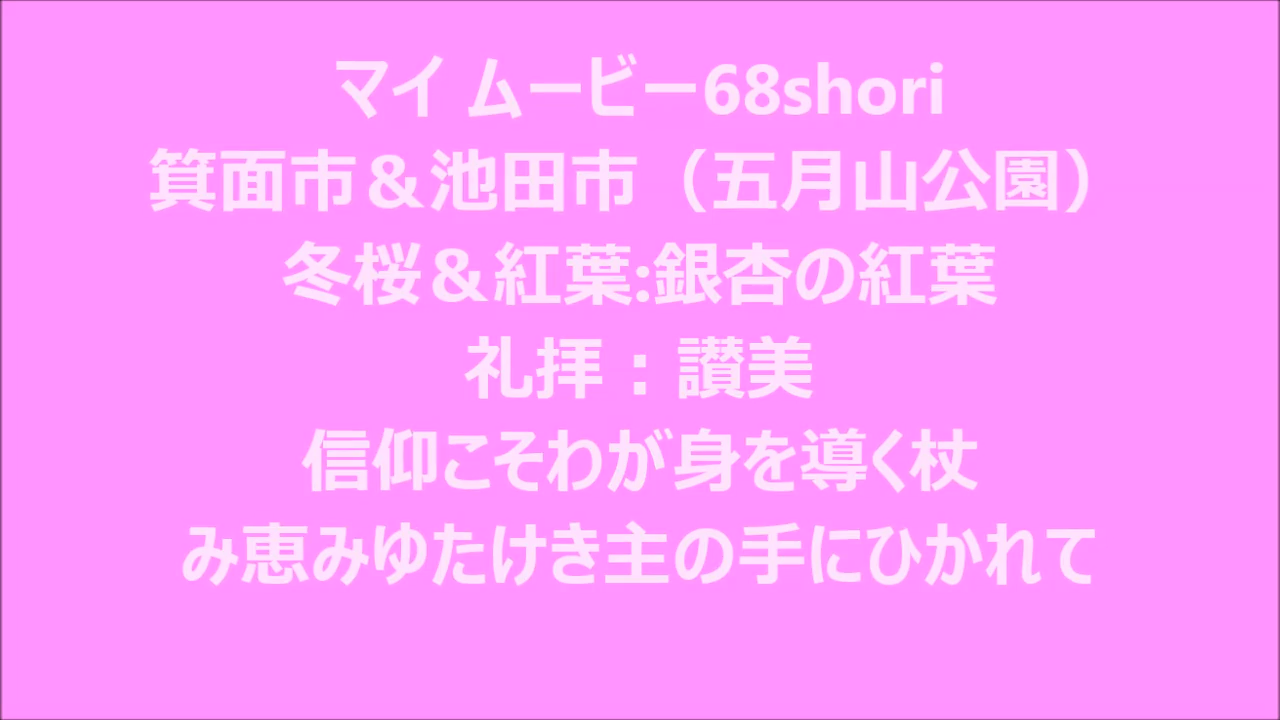 マイ ムービー68shori
箕面市＆池田市（五月山公園）
冬桜＆紅葉:銀杏の紅葉
礼拝：讃美
信仰こそわが身を導く杖
み恵みゆたけき主の手にひかれて